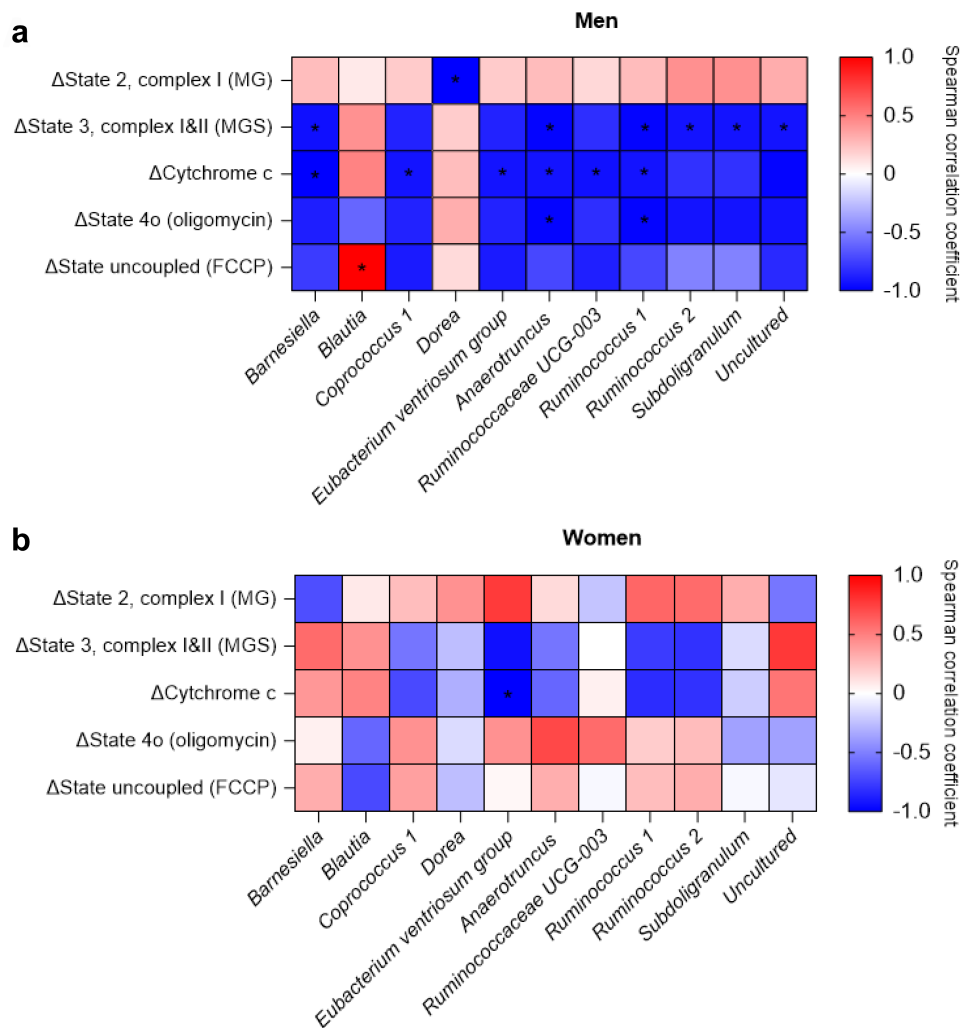 a
Men
ΔState 2, complex I (MG)
ΔState 3, complex I&II (MGS)
ΔCytchrome c
ΔState 4o (oligomycin)
ΔState uncoupled (FCCP)
*
* * * * * *
* * * * * *
* *
*
Barnesiella
Blautia
Coprococcus 1
Dorea
Eubacterium ventriosum group
Anaerotruncus
Ruminococcaceae UCG-003
Ruminococcus 1
Ruminococcus 2
Subdoligranulum
Uncultured
1.0
0.5
0
-0.5
-1.0
Spearman correlation coefficient
b
Women
ΔState 2, complex I (MG)
ΔState 3, complex I&II (MGS)
ΔCytchrome c
ΔState 4o (oligomycin)
ΔState uncoupled (FCCP)
*
Barnesiella
Blautia
Coprococcus 1
Dorea
Eubacterium ventriosum group
Anaerotruncus
Ruminococcaceae UCG-003
Ruminococcus 1
Ruminococcus 2
Subdoligranulum
Uncultured
1.0
0.5
0
-0.5
-1.0
Spearman correlation coefficient